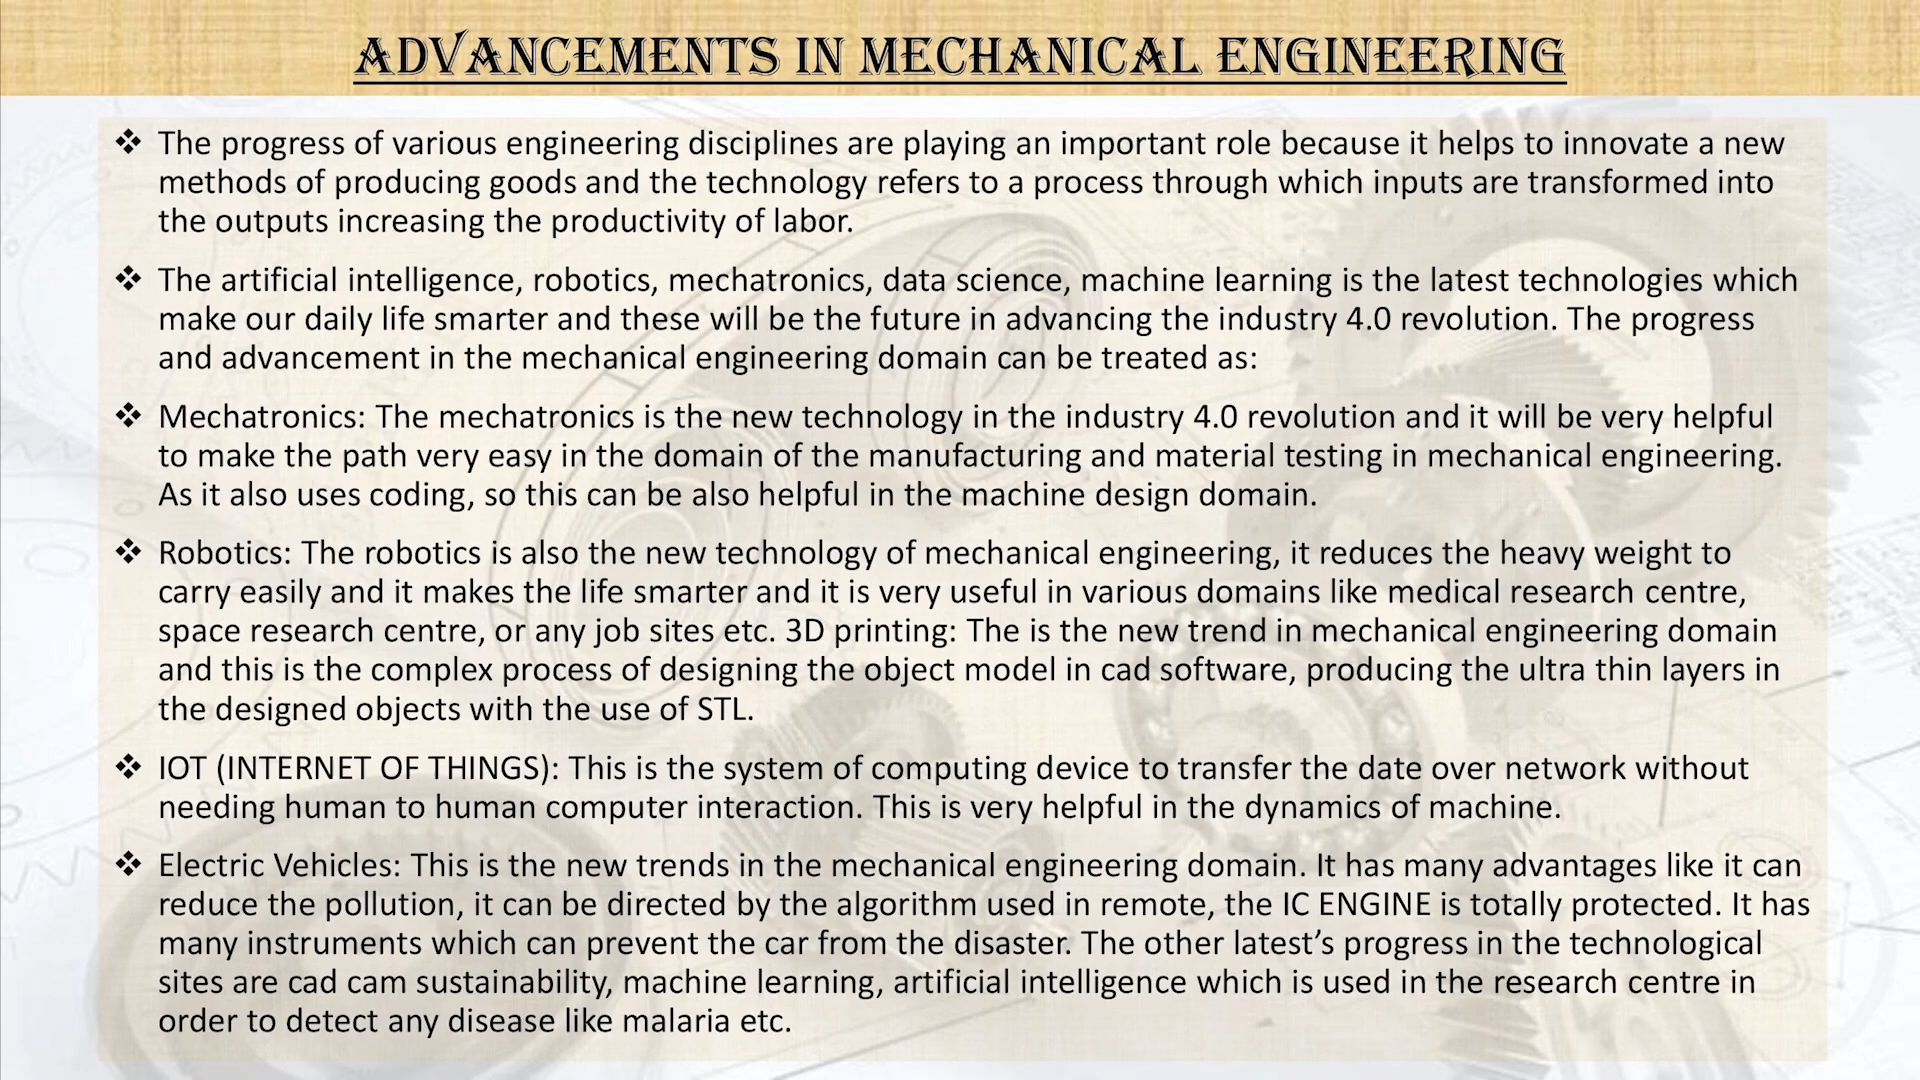 ADVANCEMENTS IN MECHANICAL ENGINEERING
❖ The progress of various engineering disciplines are playing an important role because it helps to innovate a new
methods of producing goods and the technology refers to a process through which inputs are transformed into
the outputs increasing the productivity of labor.
❖ The artificial intelligence, robotics, mechatronics, data science, machine learning is the latest technologies which
make our daily life smarter and these will be the future in advancing the industry 4.0 revolution. The progress
and advancement in the mechanical engineering domain can be treated as:
❖ Mechatronics: The mechatronics is the new technology in the industry 4.0 revolution and it will be very helpful
to make the path very easy in the domain of the manufacturing and material testing in mechanical engineering.
As it also uses coding, so this can be also helpful in the machine design domain.
❖ Robotics: The robotics is also the new technology of mechanical engineering, it reduces the heavy weight to
carry easily and it makes the life smarter and it is very useful in various domains like medical research centre,
space research centre, or any job sites etc. 3D printing: The is the new trend in mechanical engineering domain
and this is the complex process of designing the object model in cad software, producing the ultra thin layers in
the designed objects with the use of STL.
❖ IOT (INTERNET OF THINGS): This is the system of computing device to transfer the date over network without
needing human to human computer interaction. This is very helpful in the dynamics of machine.
❖ Electric Vehicles: This is the new trends in the mechanical engineering domain. It has many advantages like it can
reduce the pollution, it can be directed by the algorithm used in remote, the IC ENGINE is totally protected. It has
many instruments which can prevent the car from the disaster. The other latest’s progress in the technological
sites are cad cam sustainability, machine learning, artificial intelligence which is used in the research centre in
order to detect any disease like malaria etc.